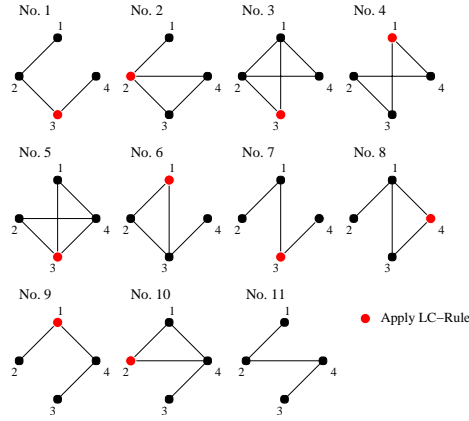 No. 1 No. 2 No. 3 No. 4
1 1 1 1
2 4 2 4 2 4 2 4
3 3 3 3
No. 5 No. 6 No. 7 No. 8
1 1 1 1
2 4 2 4 2 4 2 4
3 3 3 3
No. 9 No. 10 No. 11
1 1 1
Apply LC−Rule
2 4 2 4 2 4
3 3 3